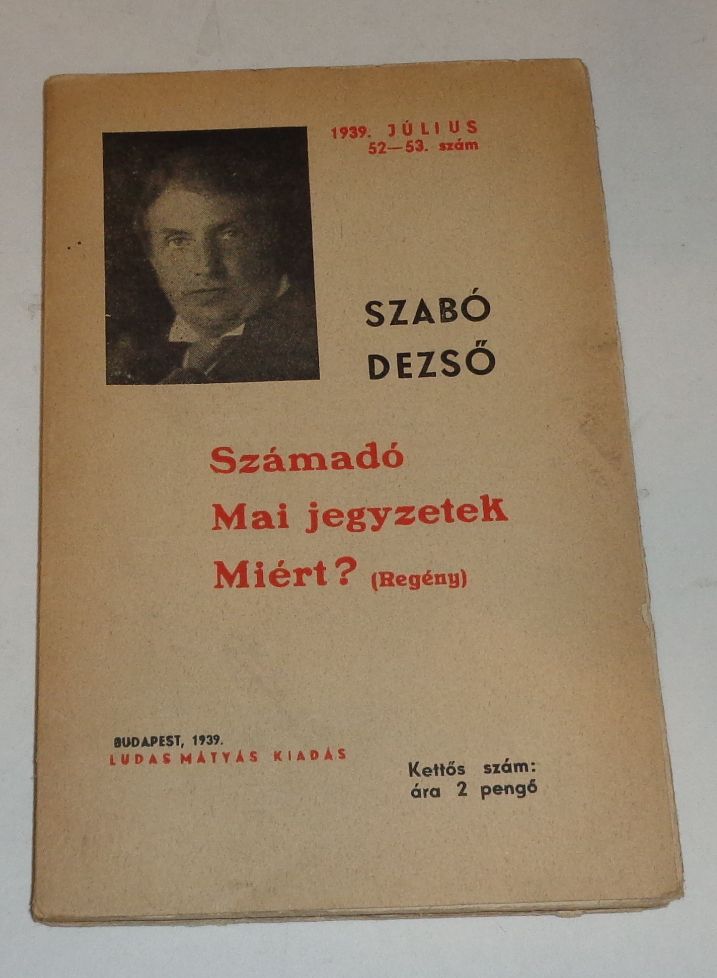 1939. JÚLIUS
52—53. szám
SZABÓ
DEZSŐ
Számadó
Mai jegyzetek
Miért? (Regény)
BUDAPEST, 1939.
LUDAS MÁTYÁS KIADÁS
Kettős szám:
ára 2 pengő